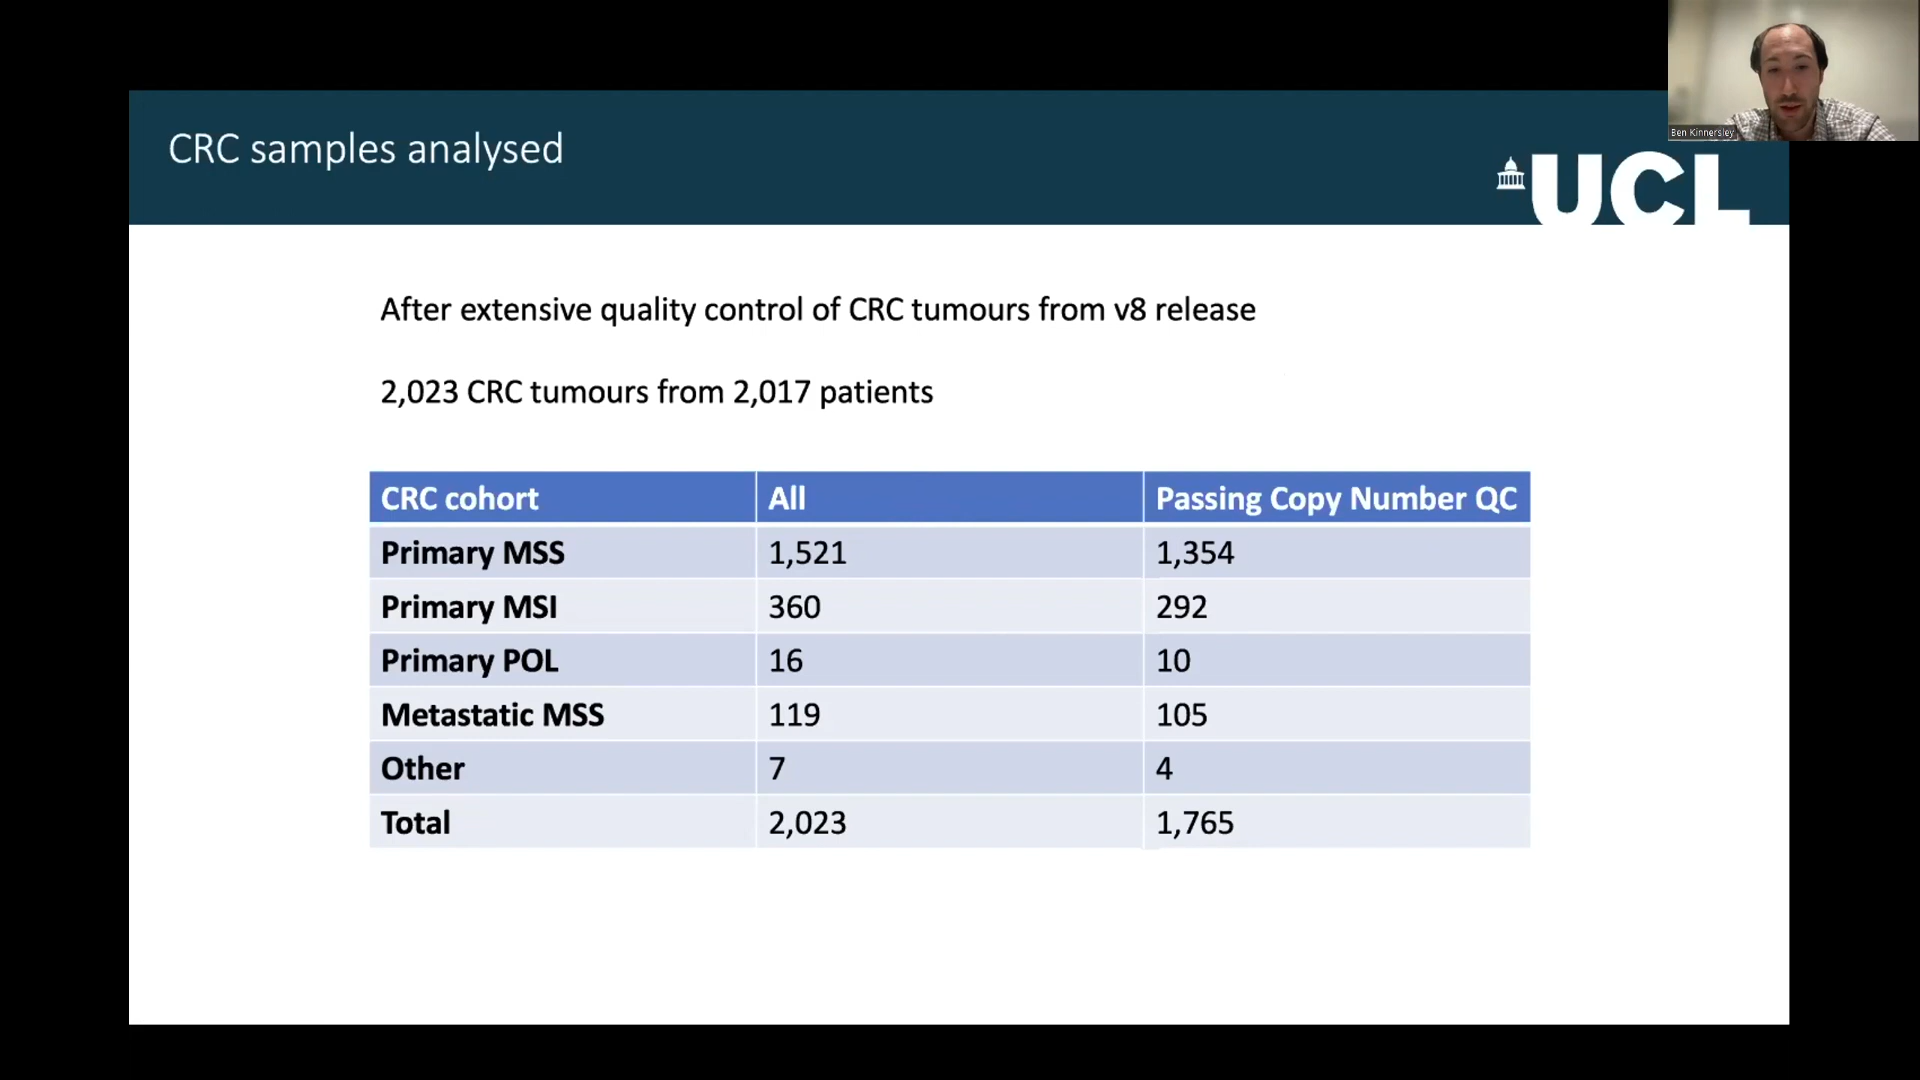 Ben Kinnersley
CRC samples analysed
UCL
After extensive quality control of CRC tumours from v8 release
2,023 CRC tumours from 2,017 patients
CRC cohort All Passing Copy Number QC
Primary MSS 1,521 1,354
Primary MSI 360 292
Primary POL 16 10
Metastatic MSS 119 105
Other 7 4
Total 2,023 1,765